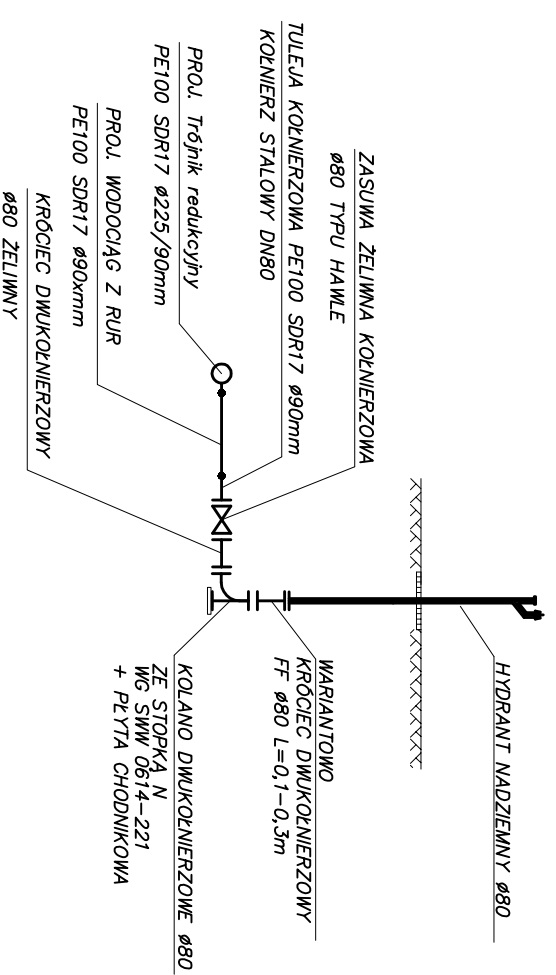 ZASUWA ŻELIWNA KOŁNIERZOWA
ø80 TYPU HAWLE
TULEJA KOŁNIERZOWA PE100 SDR17 ø90mm
KOŁNIERZ STALOWY DN80
PROJ. Trójnik redukcyjny
PE100 SDR17 ø225/90mm
PROJ. WODOCIĄG Z RUR
PE100 SDR17 ø90xmm
KRÓCIEC DWUKOŁNIERZOWY
ø80 ŻELIWNY
HYDRANT NADZIEMNY ø80
WARIANTOWO
KRÓCIEC DWUKOŁNIERZOWY
FF ø80 L=0,1-0,3m
KOLANO DWUKOŁNIERZOWE ø80
ZE STOPKĄ N
WG SWW 0614-221
+ PŁYTA CHODNIKOWA